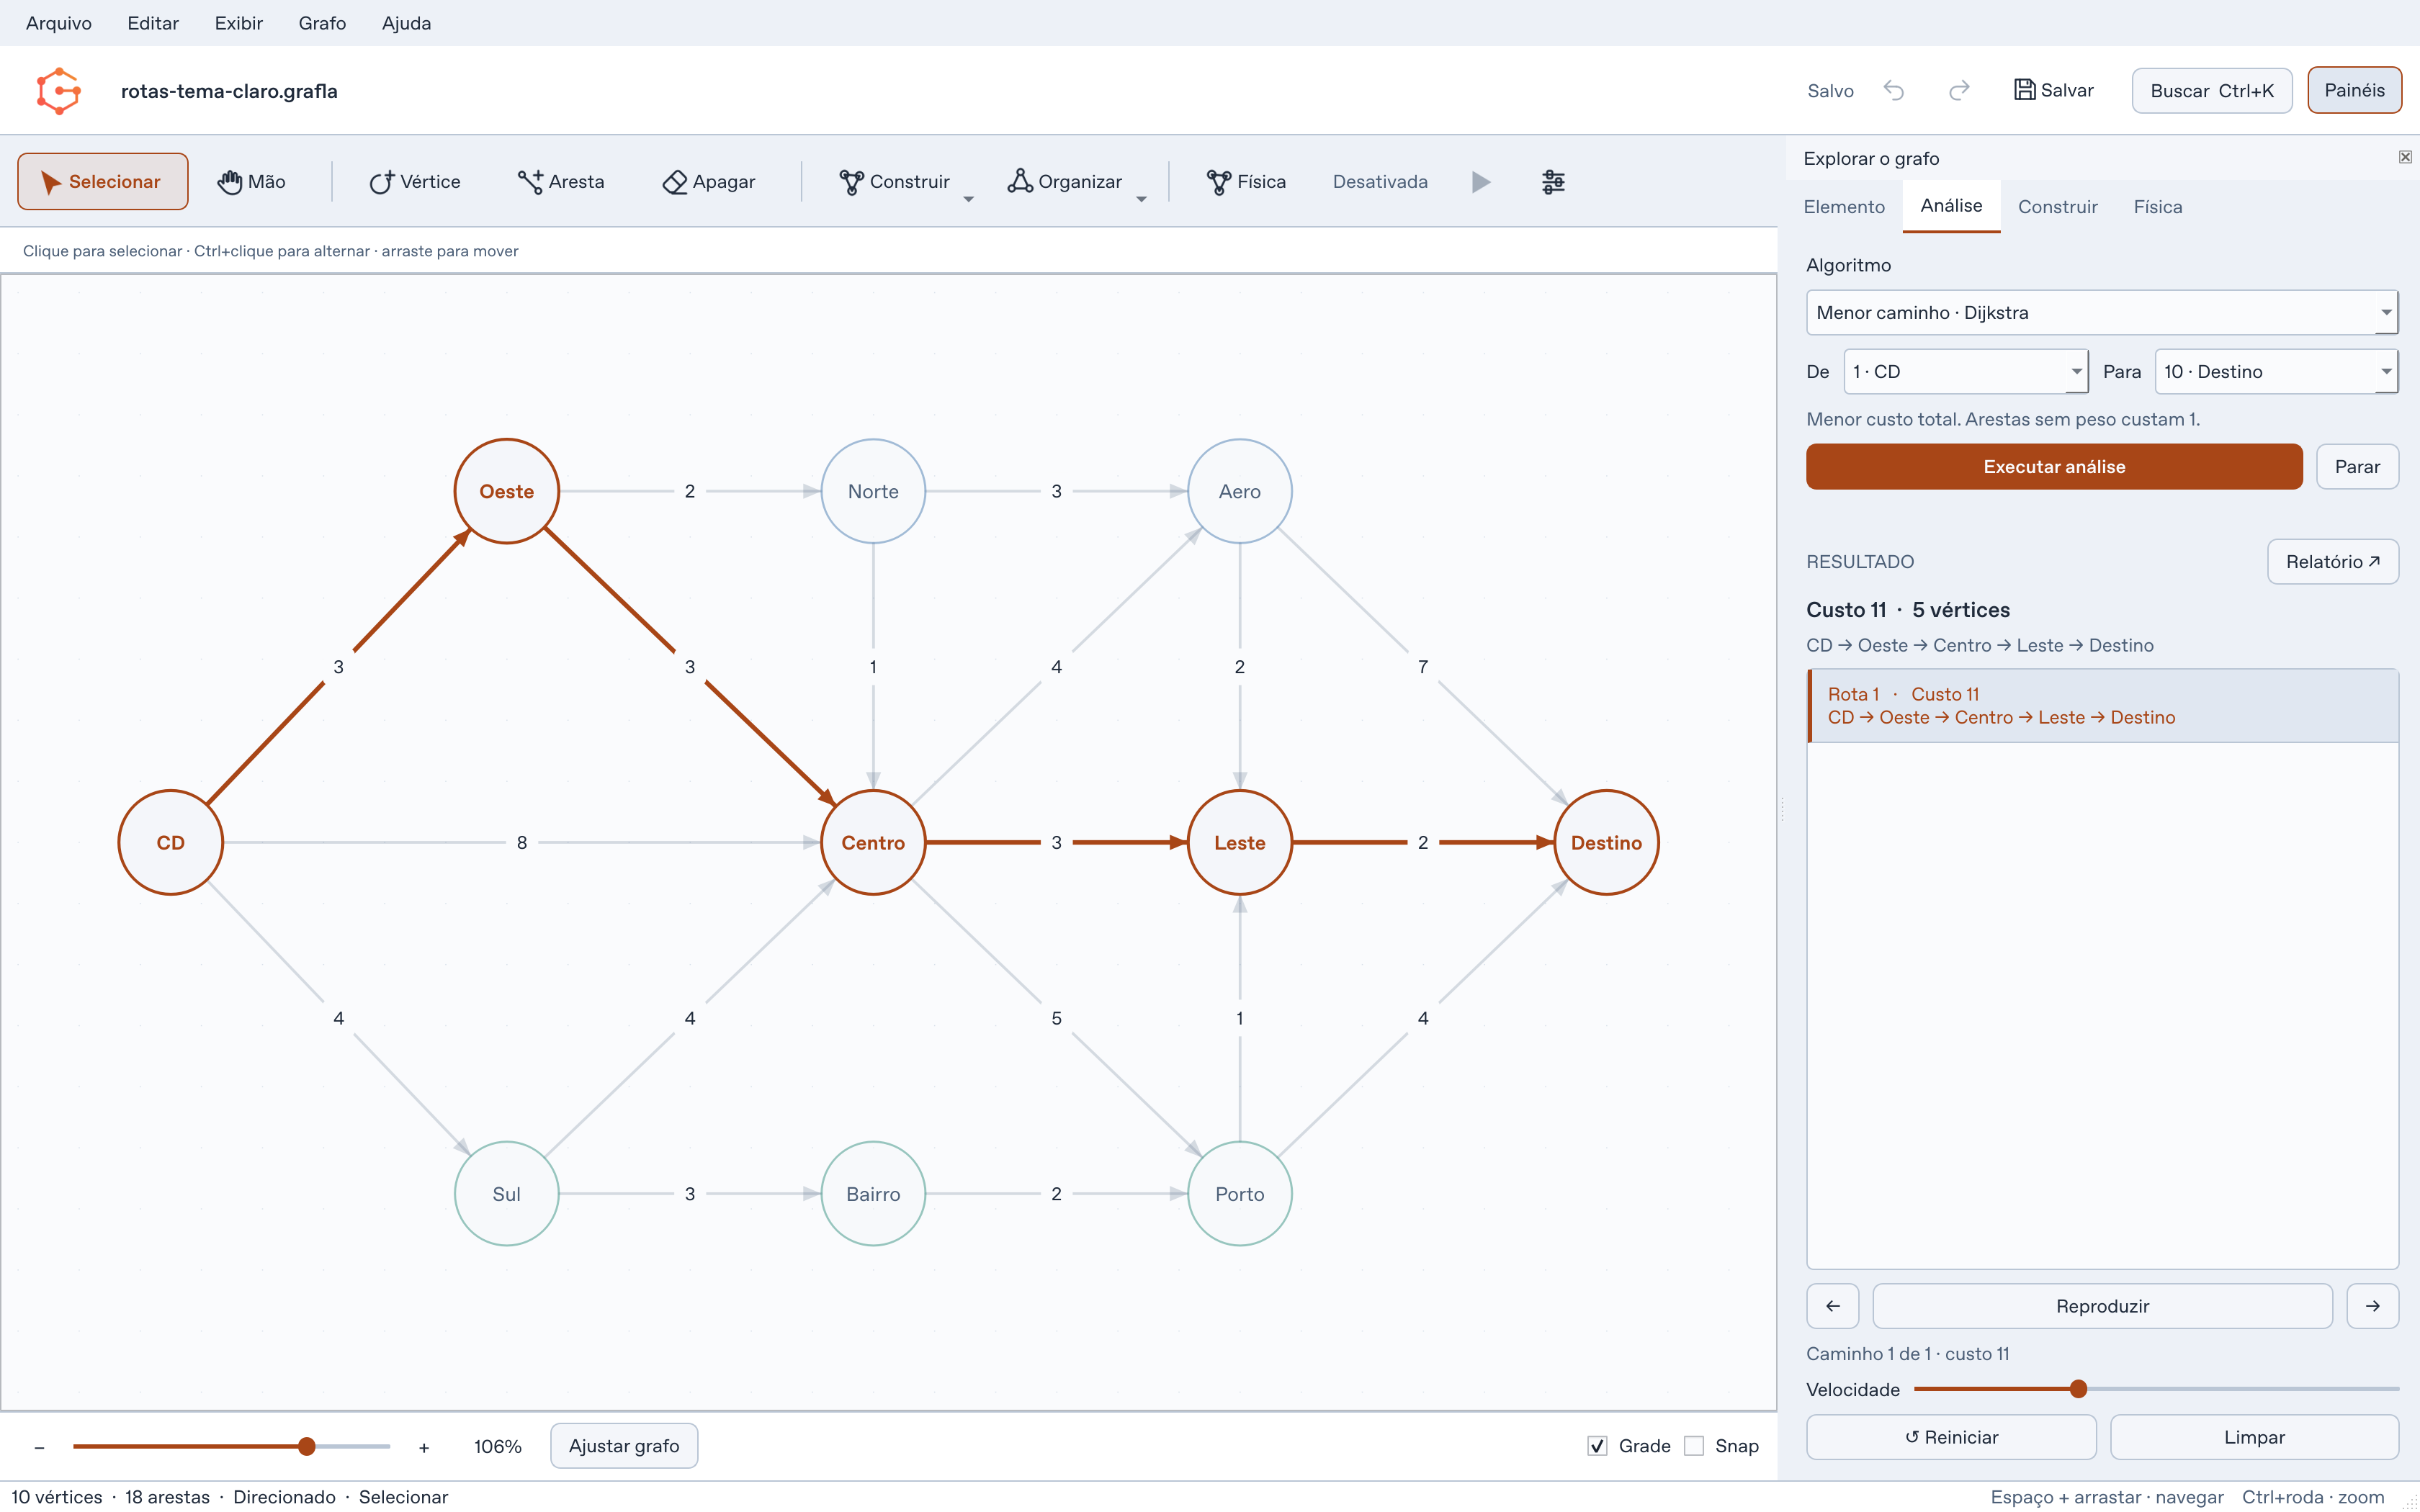 Arquivo Editar Exibir Grafo Ajuda
rotas-tema-claro.grafla
Salvo Salvar Buscar Ctrl+K Painéis
Selecionar Mão Vértice Aresta Apagar Construir Organizar Física Desativada
Clique para selecionar · Ctrl+clique para alternar · arraste para mover
Oeste 2 Norte 3 Aero
3 3 1 4 2 7
CD 8 Centro 3 Leste 2 Destino
4 4 5 1 4
Sul 3 Bairro 2 Porto
− + 106% Ajustar grafo Grade Snap
Explorar o grafo
Elemento Análise Construir Física
Algoritmo
Menor caminho · Dijkstra
De 1 · CD Para 10 · Destino
Menor custo total. Arestas sem peso custam 1.
Executar análise Parar
RESULTADO Relatório ↗
Custo 11 · 5 vértices
CD → Oeste → Centro → Leste → Destino
Rota 1 · Custo 11
CD → Oeste → Centro → Leste → Destino
← Reproduzir →
Caminho 1 de 1 · custo 11
Velocidade
↺ Reiniciar Limpar
10 vértices · 18 arestas · Direcionado · Selecionar
Espaço + arrastar · navegar Ctrl+roda · zoom